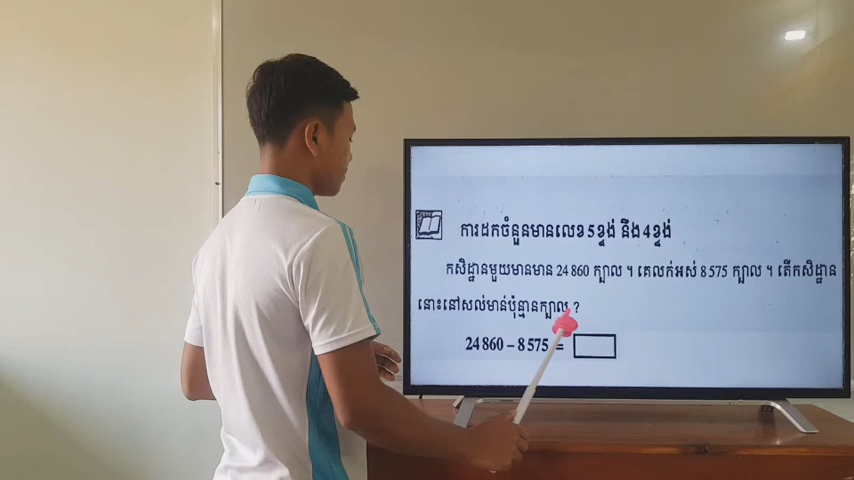 ការដកចំនួនមានលេខ 5 ខ្ទង់ និង 4 ខ្ទង់
កសិដ្ឋានមួយមានមាន់ 24 860 ក្បាល ។ គេលក់អស់ 8 575 ក្បាល ។ តើកសិដ្ឋាន
នោះនៅសល់មាន់ប៉ុន្មានក្បាល ?
24 860 – 8 575 =